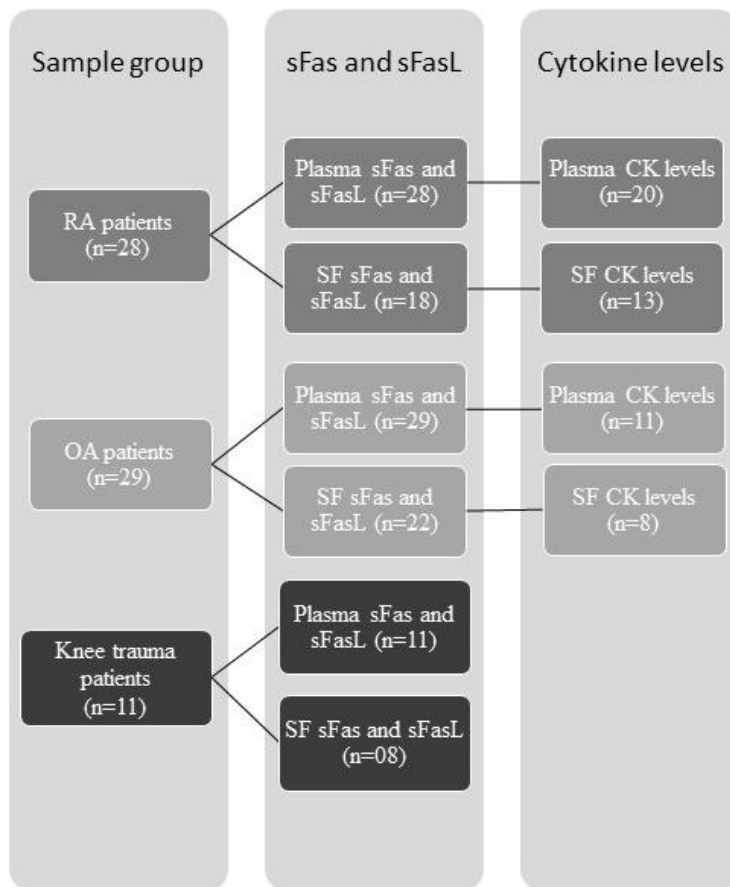 Sample group
sFas and sFasL
Cytokine levels
RA patients
(n=28)
Plasma sFas and
sFasL (n=28)
Plasma CK levels
(n=20)
SF sFas and
sFasL (n=18)
SF CK levels
(n=13)
OA patients
(n=29)
Plasma sFas and
sFasL (n=29)
Plasma CK levels
(n=11)
SF sFas and
sFasL (n=22)
SF CK levels
(n=8)
Knee trauma
patients
(n=11)
Plasma sFas and
sFasL (n=11)
SF sFas and sFasL
(n=08)